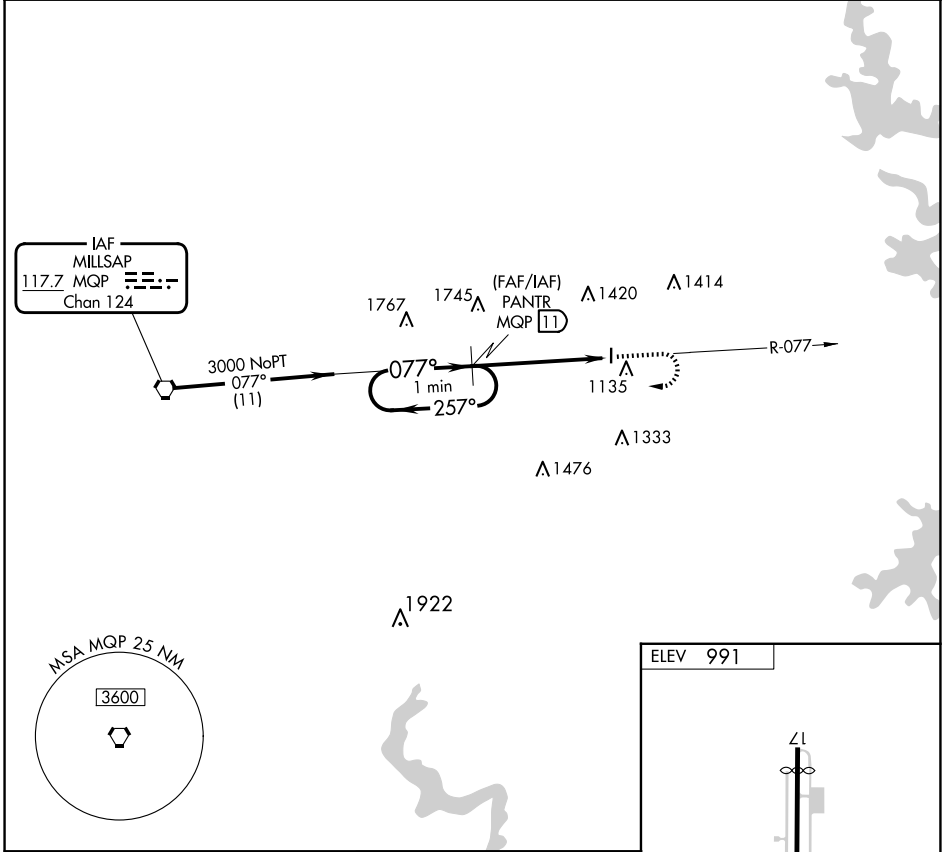 IAF
MILLSAP
117.7 MQP
Chan 124
3000 NoPT
077°
(11)
1767
1745
(FAF/IAF)
PANTR
MQP 11
1420
1414
077°
1 min
257°
1135
R-077
1333
1476
1922
MSA MQP 25 NM
3600
ELEV 991
17